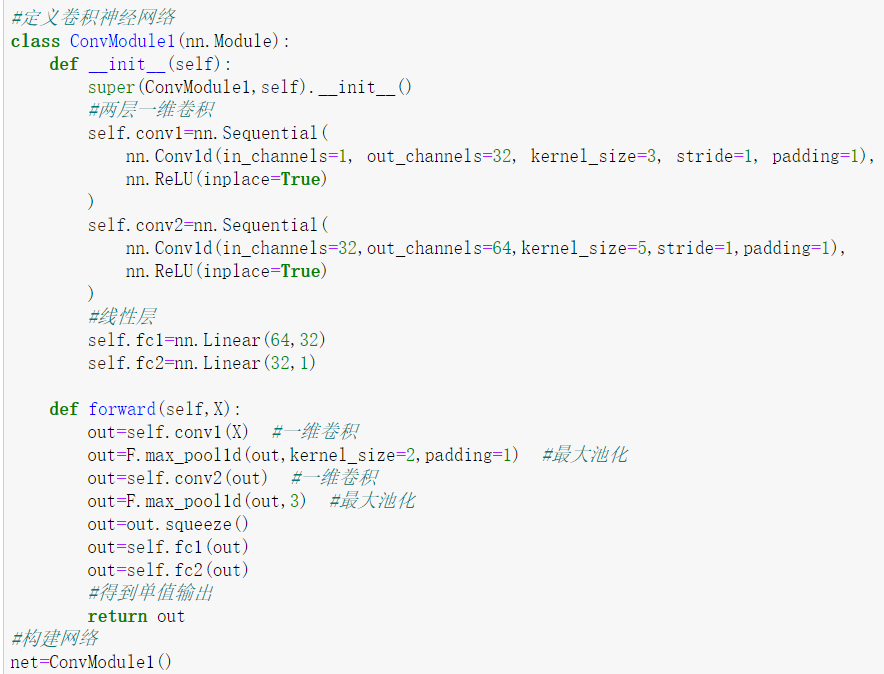 #定义卷积神经网络
class ConvModule1(nn.Module):
    def __init__(self):
        super(ConvModule1,self).__init__()
        #两层一维卷积
        self.conv1=nn.Sequential(
            nn.Conv1d(in_channels=1, out_channels=32, kernel_size=3, stride=1, padding=1),
            nn.ReLU(inplace=True)
        )
        self.conv2=nn.Sequential(
            nn.Conv1d(in_channels=32,out_channels=64,kernel_size=5,stride=1,padding=1),
            nn.ReLU(inplace=True)
        )
        #线性层
        self.fc1=nn.Linear(64,32)
        self.fc2=nn.Linear(32,1)

    def forward(self,X):
        out=self.conv1(X)  #一维卷积
        out=F.max_pool1d(out,kernel_size=2,padding=1)  #最大池化
        out=self.conv2(out)  #一维卷积
        out=F.max_pool1d(out,3)  #最大池化
        out=out.squeeze()
        out=self.fc1(out)
        out=self.fc2(out)
        #得到单值输出
        return out
#构建网络
net=ConvModule1()